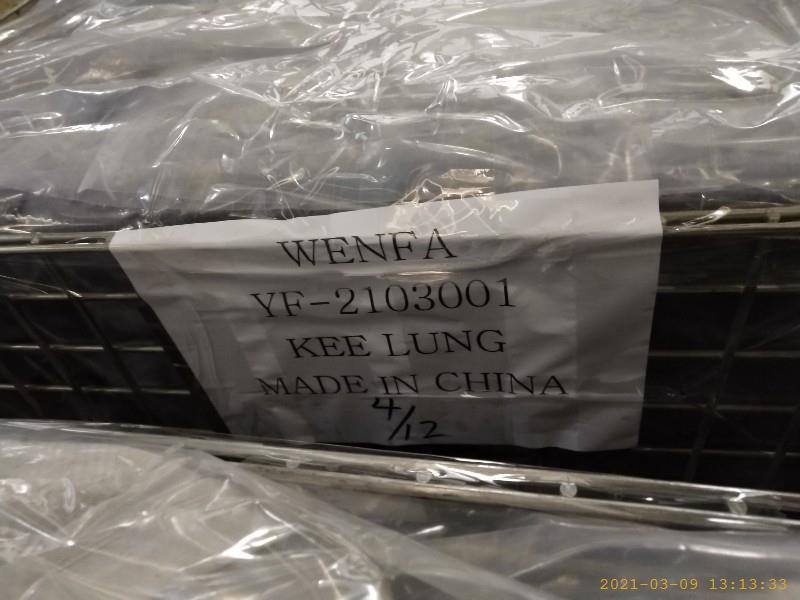 WENFA
YF-2103001
KEE LUNG
MADE IN CHINA
4/12
2021-03-09 13:13:33